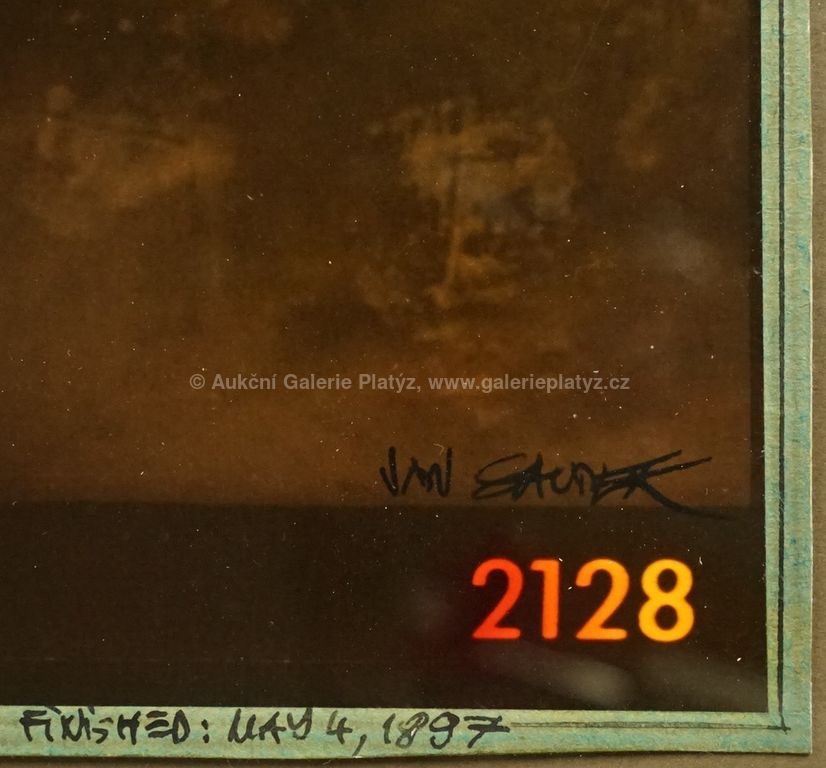 © Aukční Galerie Platýz, www.galerieplatyz.cz
JAN SAUDEK
2128
FINISHED: MAY 4, 1897